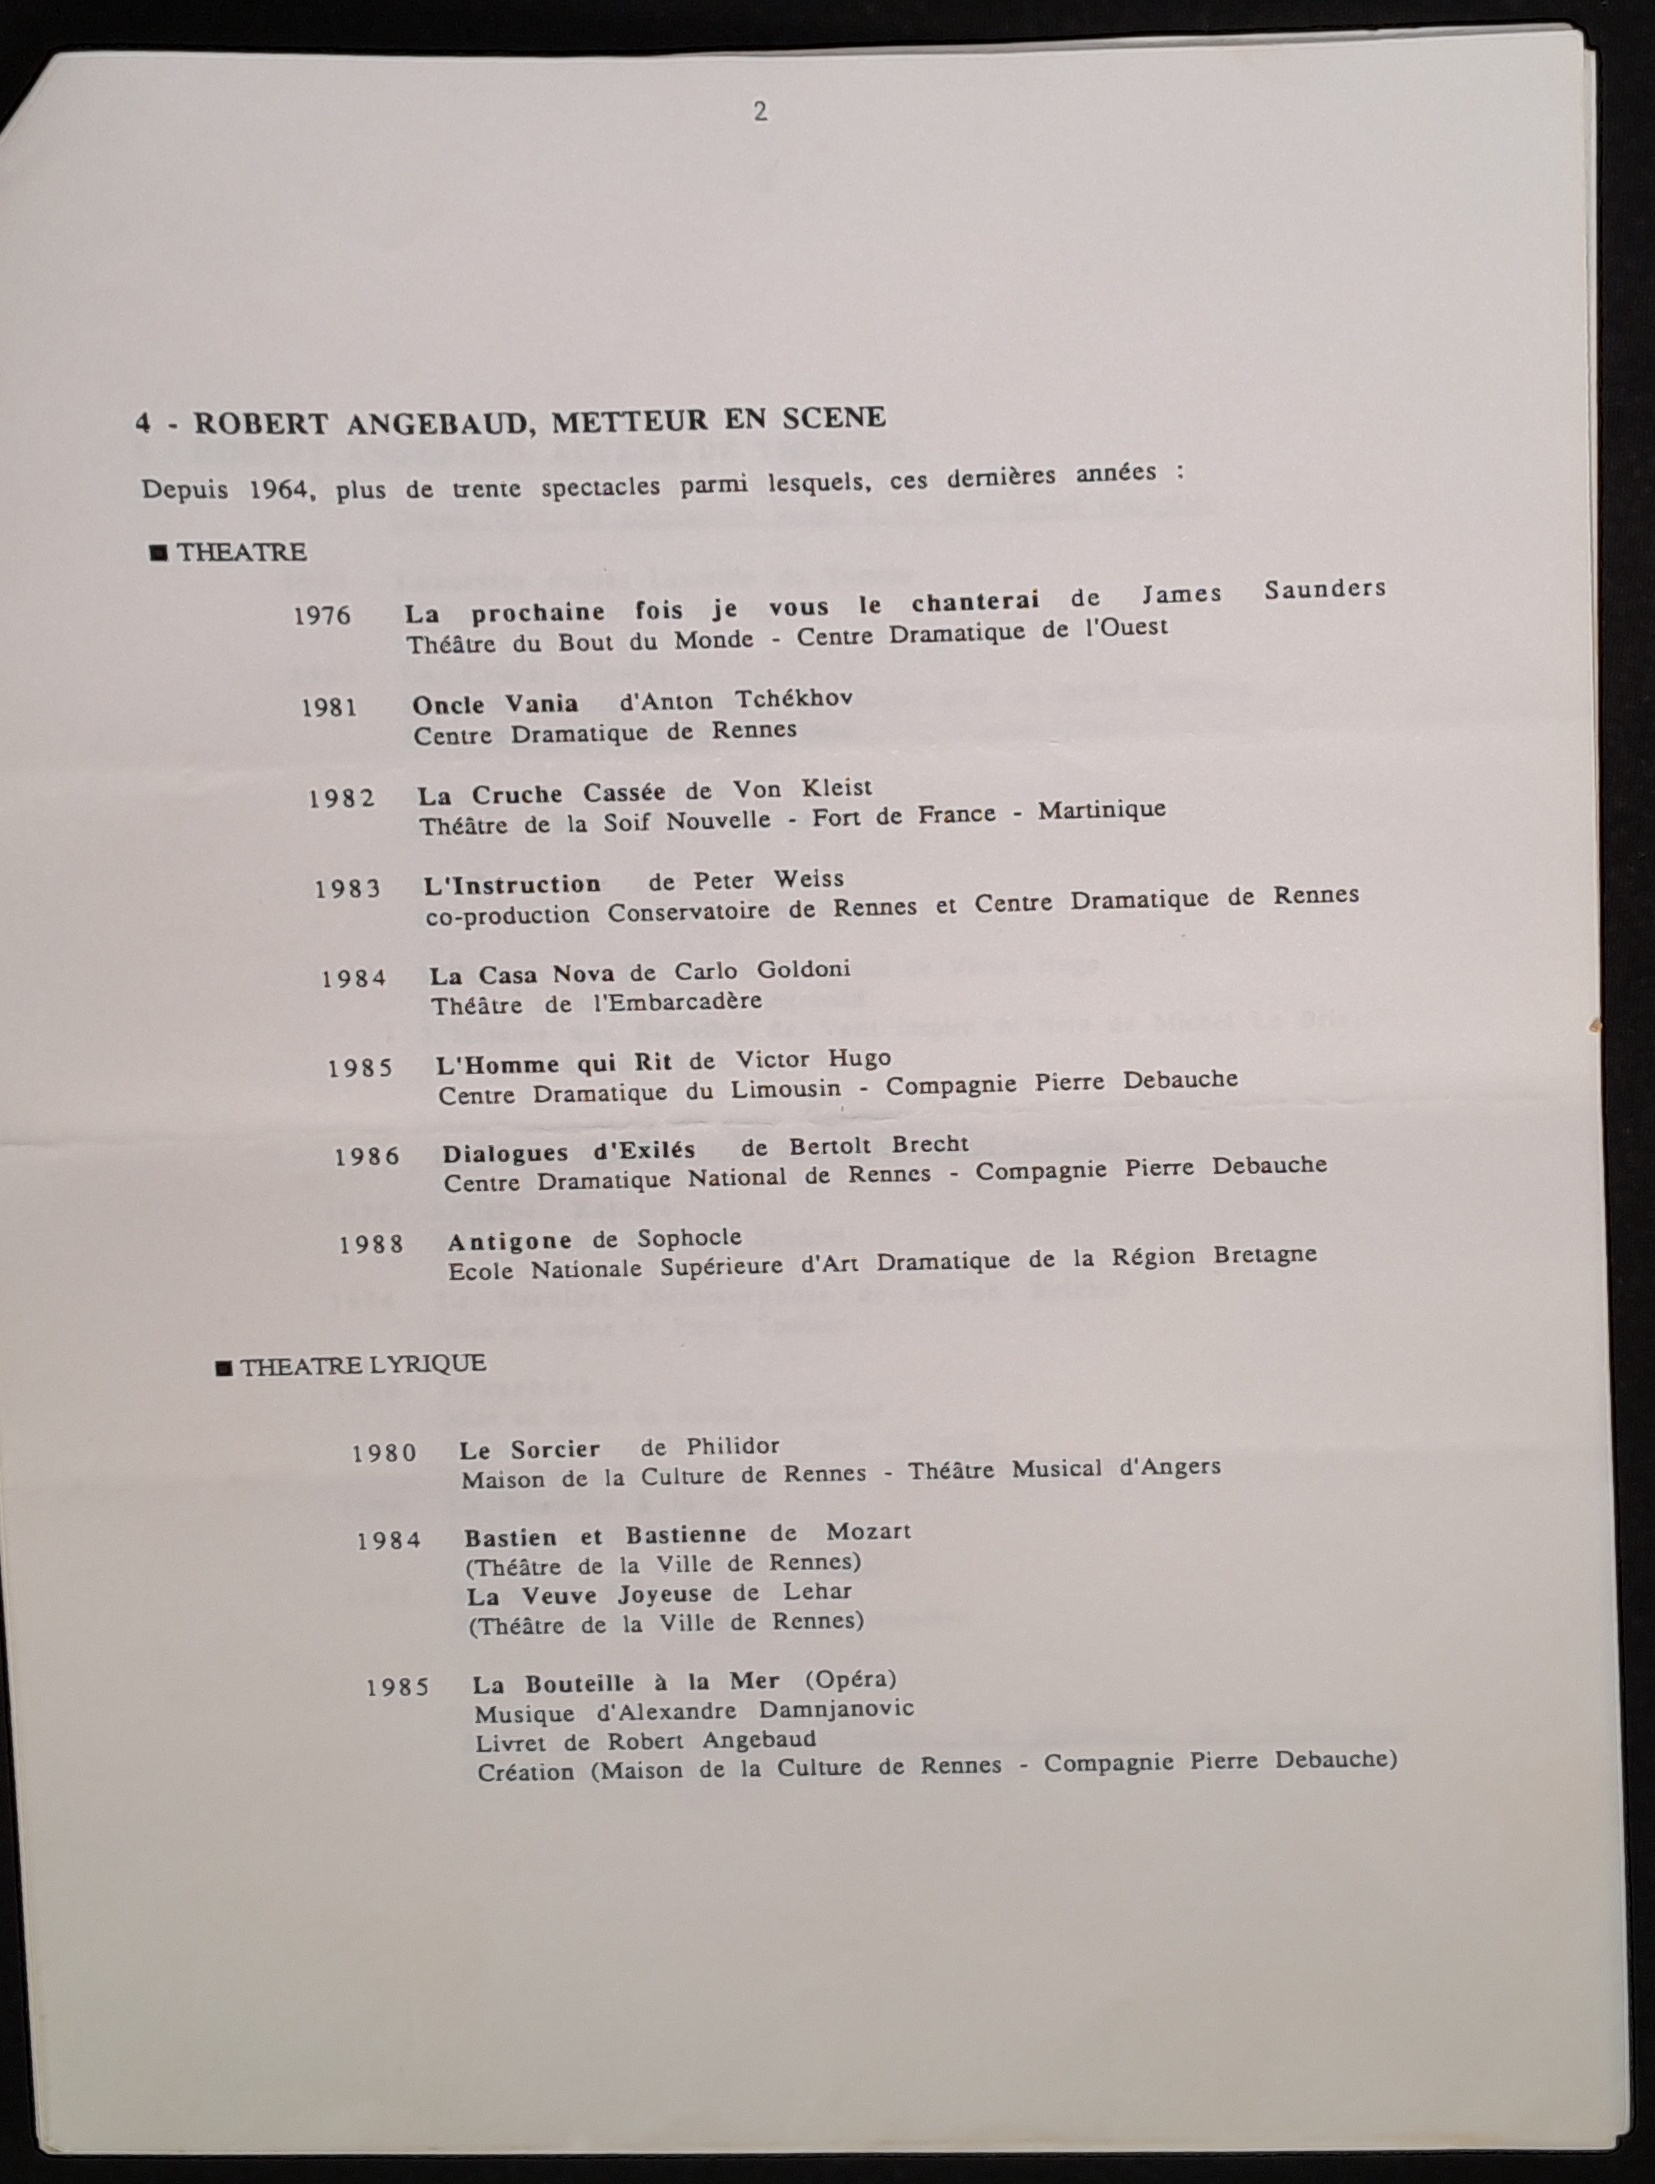 2
4 - ROBERT ANGEBAUD, METTEUR EN SCENE
Depuis 1964, plus de trente spectacles parmi lesquels, ces dernières années :
■ THEATRE
1976 La prochaine fois je vous le chanterai de James Saunders
Théâtre du Bout du Monde - Centre Dramatique de l'Ouest
1981 Oncle Vania d'Anton Tchékhov
Centre Dramatique de Rennes
1982 La Cruche Cassée de Von Kleist
Théâtre de la Soif Nouvelle - Fort de France - Martinique
1983 L'Instruction de Peter Weiss
co-production Conservatoire de Rennes et Centre Dramatique de Rennes
1984 La Casa Nova de Carlo Goldoni
Théâtre de l'Embarcadère
1985 L'Homme qui Rit de Victor Hugo
Centre Dramatique du Limousin - Compagnie Pierre Debauche
1986 Dialogues d'Exilés de Bertolt Brecht
Centre Dramatique National de Rennes - Compagnie Pierre Debauche
1988 Antigone de Sophocle
Ecole Nationale Supérieure d'Art Dramatique de la Région Bretagne
■ THEATRE LYRIQUE
1980 Le Sorcier de Philidor
Maison de la Culture de Rennes - Théâtre Musical d'Angers
1984 Bastien et Bastienne de Mozart
(Théâtre de la Ville de Rennes)
La Veuve Joyeuse de Lehar
(Théâtre de la Ville de Rennes)
1985 La Bouteille à la Mer (Opéra)
Musique d'Alexandre Damnjanovic
Livret de Robert Angebaud
Création (Maison de la Culture de Rennes - Compagnie Pierre Debauche)